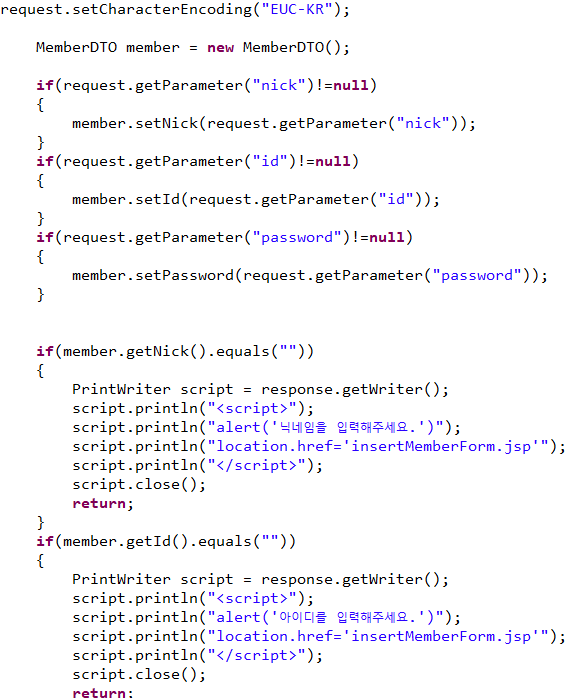 request.setCharacterEncoding("EUC-KR");
MemberDTO member = new MemberDTO();
if(request.getParameter("nick")!=null)
{
member.setNick(request.getParameter("nick"));
}
if(request.getParameter("id")!=null)
{
member.setId(request.getParameter("id"));
}
if(request.getParameter("password")!=null)
{
member.setPassword(request.getParameter("password"));
}
if(member.getNick().equals(""))
{
PrintWriter script = response.getWriter();
script.println("<script>");
script.println("alert('닉네임을 입력해주세요.')");
script.println("location.href='insertMemberForm.jsp'");
script.println("</script>");
script.close();
return;
}
if(member.getId().equals(""))
{
PrintWriter script = response.getWriter();
script.println("<script>");
script.println("alert('아이디를 입력해주세요.')");
script.println("location.href='insertMemberForm.jsp'");
script.println("</script>");
script.close();
return;